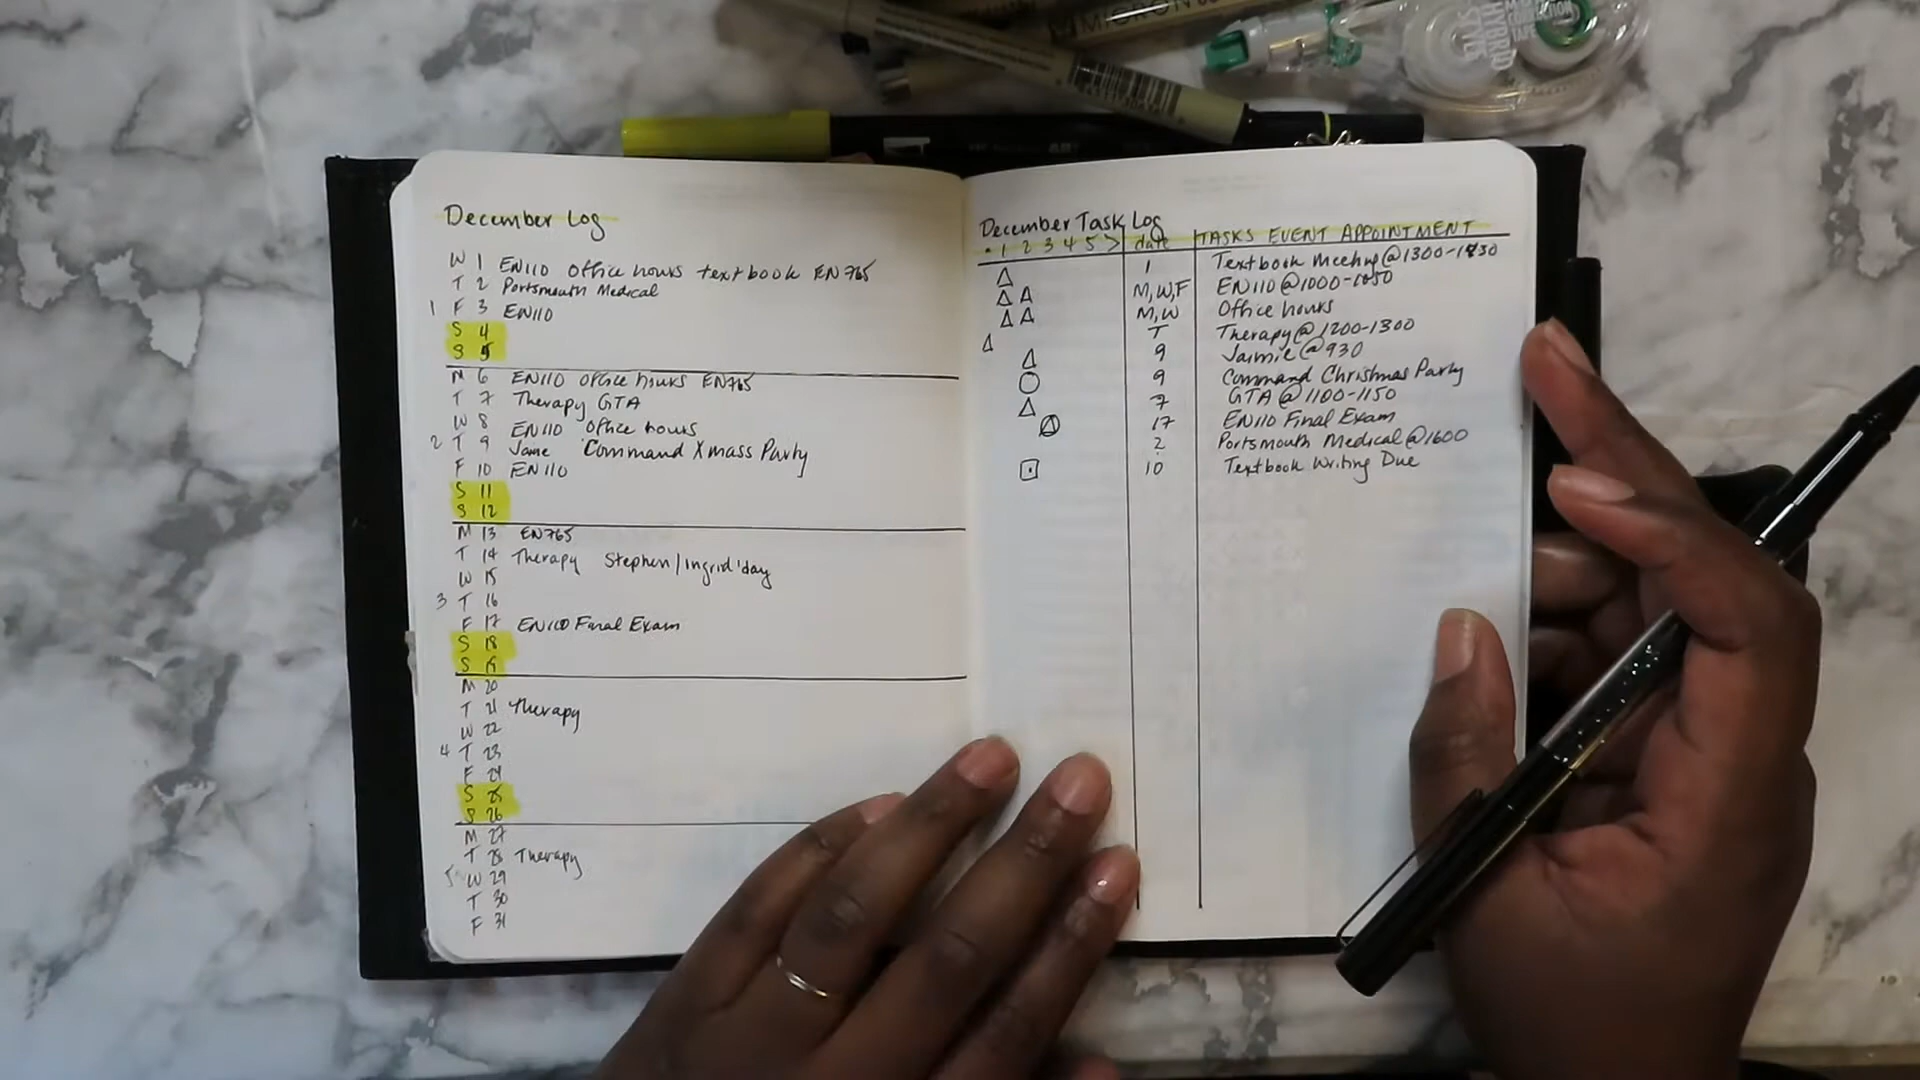 MICRON
HYBRID
STYLE
December Log
W 1 EN110 office hours textbook EN765
T 2 Portsmouth Medical
1 F 3 EN110
S 4
S 5
M 6 EN110 office hours EN765
T 7 Therapy GTA
W 8 EN110 office hours
2 T 9 Jamie Command Xmass Party
F 10 EN110
S 11
S 12
M 13 EN765
T 14 Therapy Stephen/Ingrid 'day
W 15
3 T 16
F 17 EN110 Final Exam
S 18
S 19
M 20
T 21 Therapy
W 22
4 T 23
F 24
S 25
S 26
M 27
T 28 Therapy
5 W 29
T 30
F 31
December Task Log
• 1 2 3 4 5 > date TASKS EVENT APPOINTMENT
1 Textbook Meeting @ 1300-1430
M,W,F EN110 @ 1000-1050
M,W Office hours
T Therapy @ 1200-1300
9 Jaimie @ 930
9 Command Christmas Party
7 GTA @ 1100-1150
17 EN110 Final Exam
2 Portsmouth Medical @ 1600
10 Textbook Writing Due